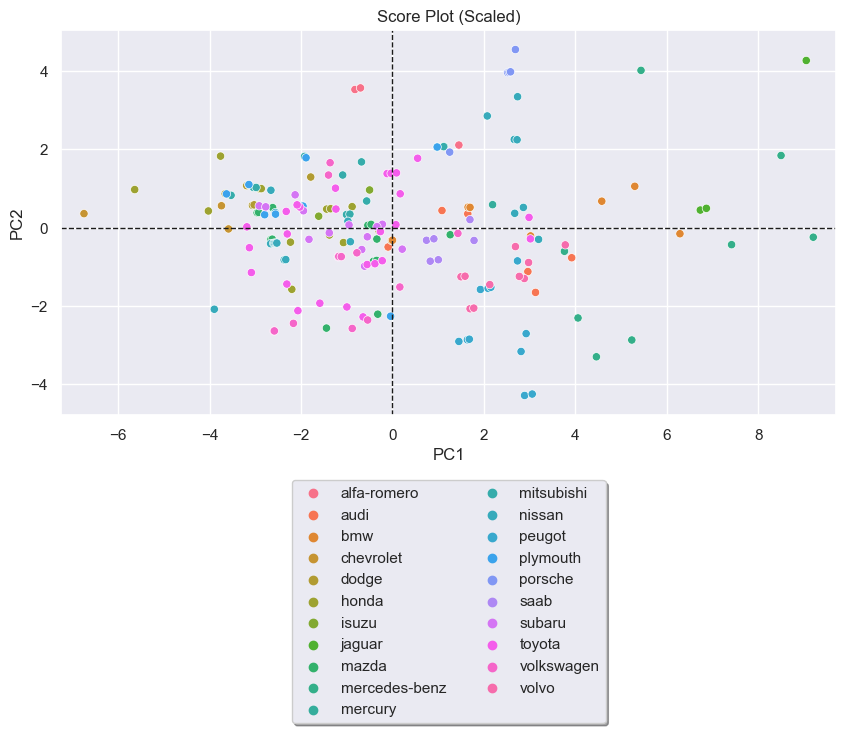 Score Plot (Scaled)
4
2
0
−2
−4
PC2
−6 −4 −2 0 2 4 6 8
PC1
alfa-romero
audi
bmw
chevrolet
dodge
honda
isuzu
jaguar
mazda
mercedes-benz
mercury
mitsubishi
nissan
peugot
plymouth
porsche
saab
subaru
toyota
volkswagen
volvo